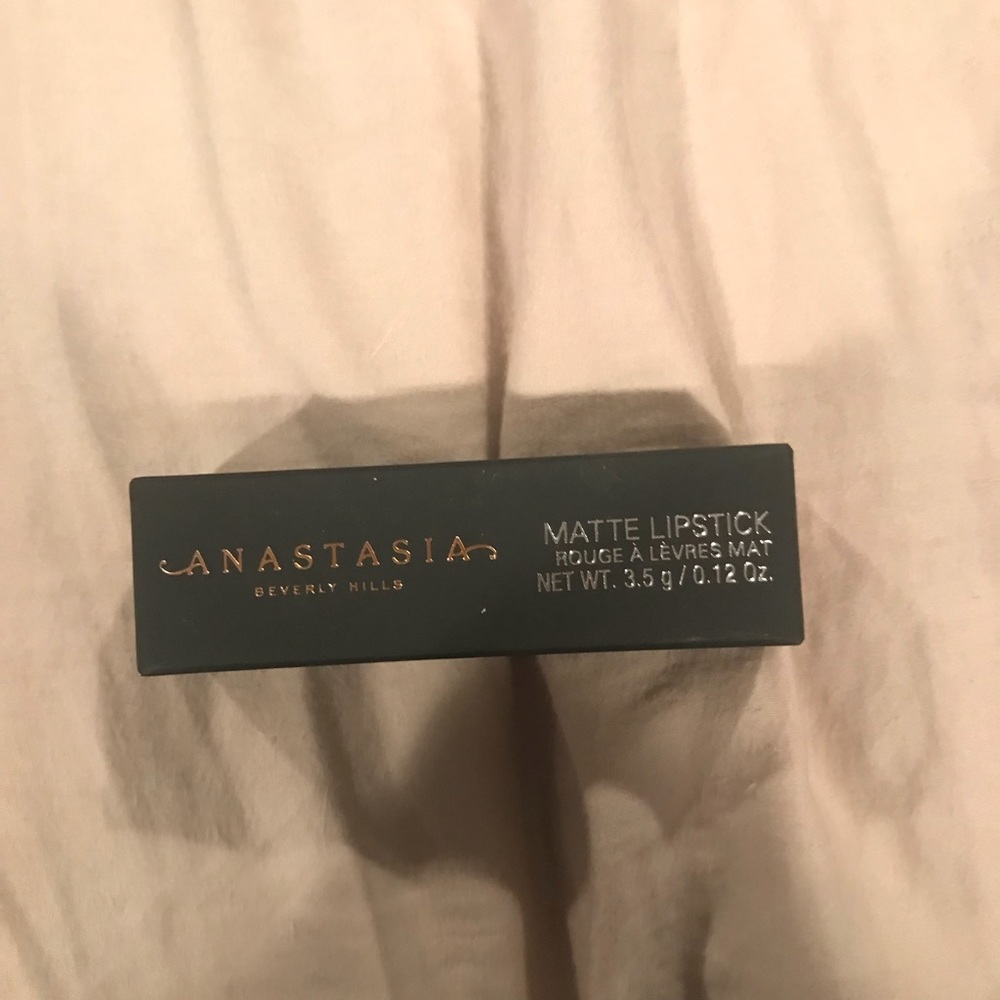 ANASTASIA
BEVERLY HILLS
MATTE LIPSTICK
ROUGE À LÈVRES MAT
NET WT. 3.5 g / 0.12 Oz.